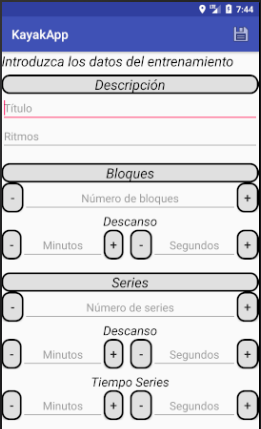 7:44
KayakApp
Introduzca los datos del entrenamiento
Descripción
Título
Ritmos
Bloques
- Número de bloques +
Descanso
- Minutos + - Segundos +
Series
- Número de series +
Descanso
- Minutos + - Segundos +
Tiempo Series
- Minutos + - Segundos +